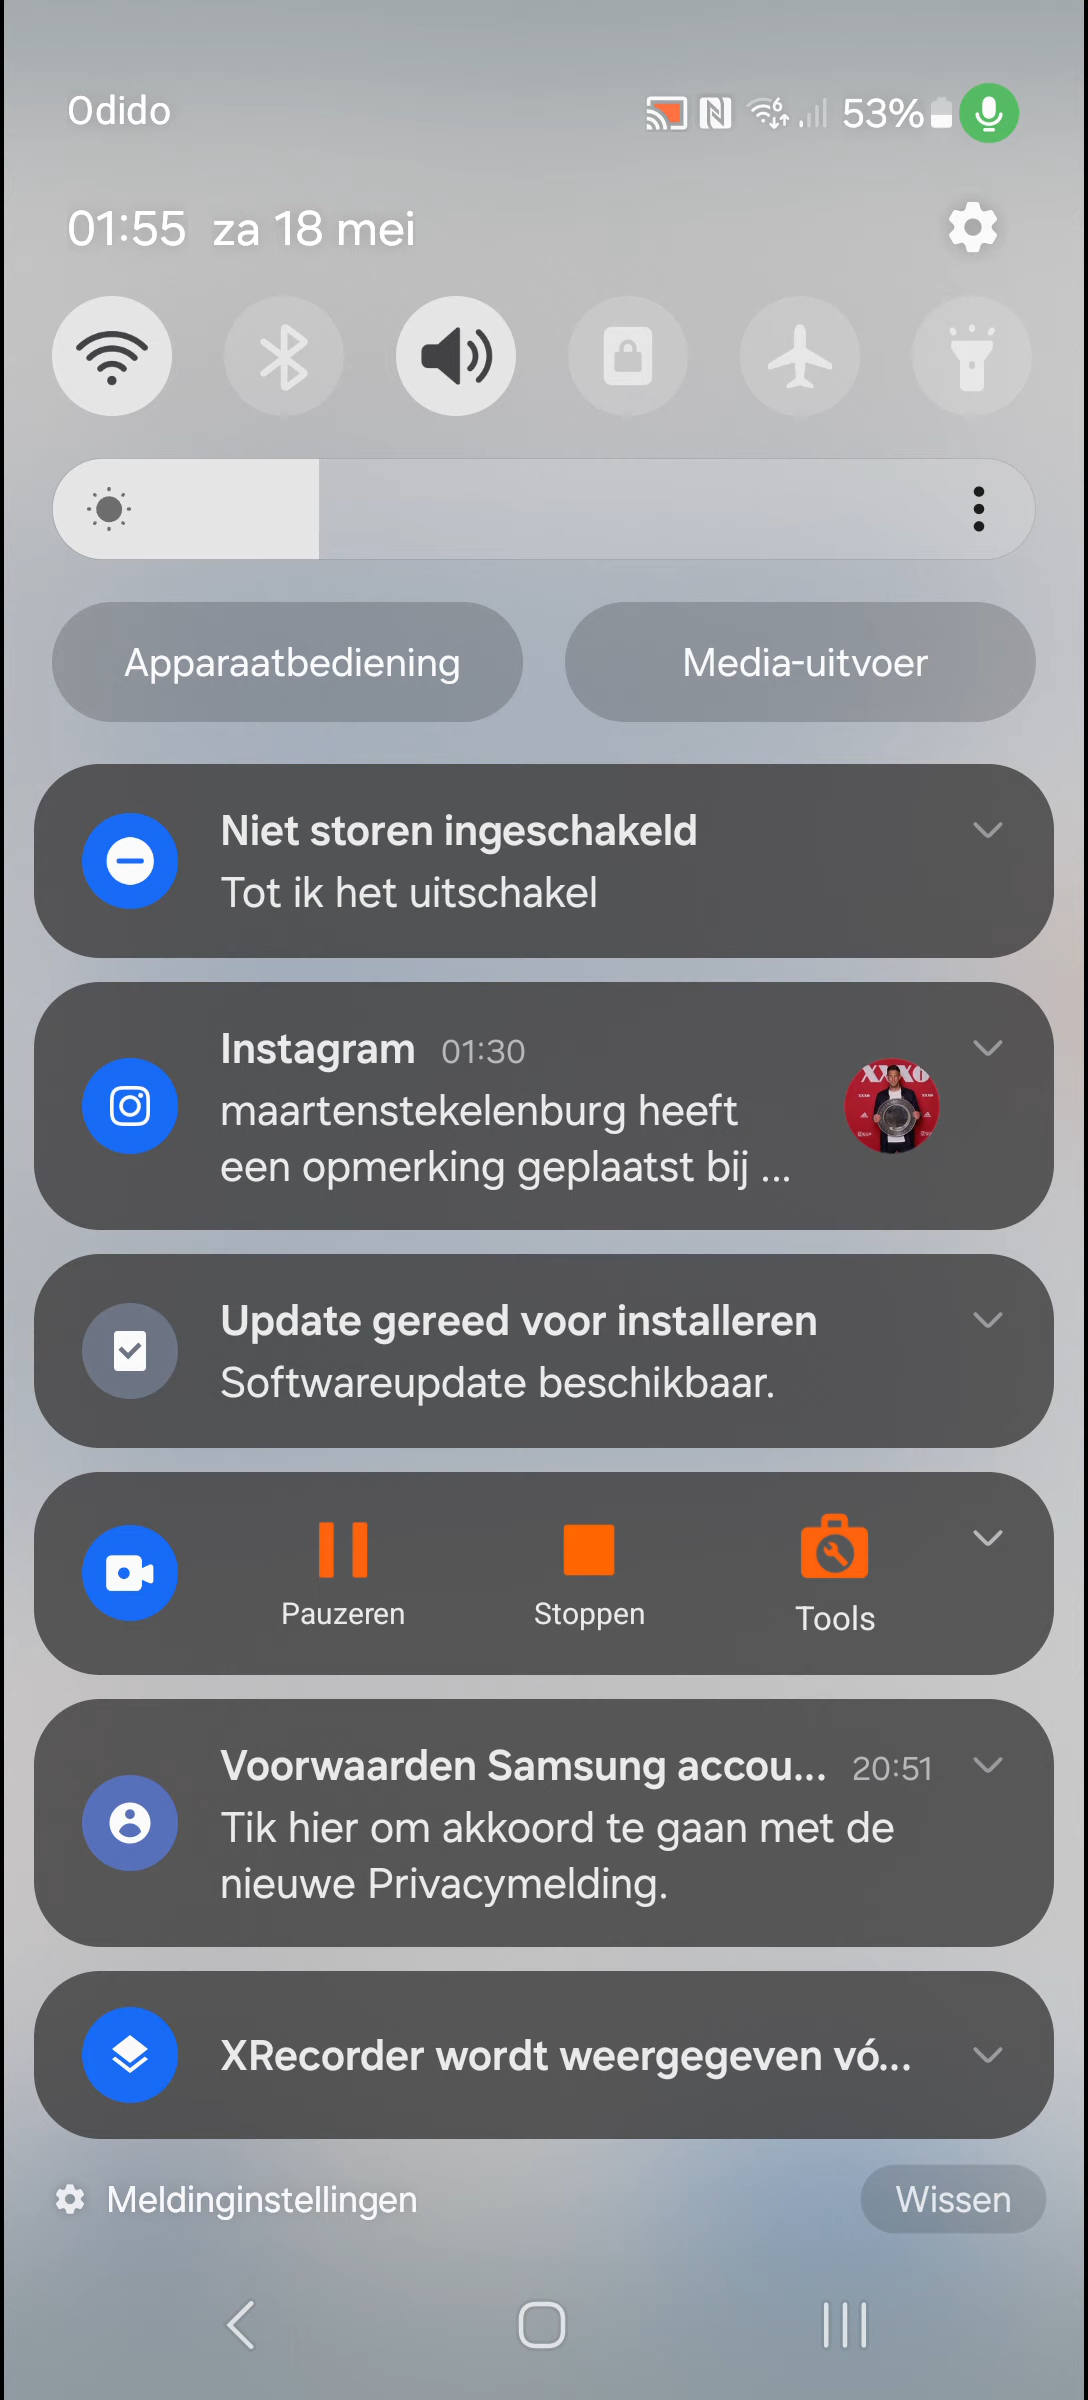 Odido
53%
01:55 za 18 mei
Apparaatbediening
Media-uitvoer
Niet storen ingeschakeld
Tot ik het uitschakel
Instagram 01:30
maartenstekelenburg heeft
een opmerking geplaatst bij ...
Update gereed voor installeren
Softwareupdate beschikbaar.
Pauzeren
Stoppen
Tools
Voorwaarden Samsung accou... 20:51
Tik hier om akkoord te gaan met de
nieuwe Privacymelding.
XRecorder wordt weergegeven vó...
Meldinginstellingen
Wissen